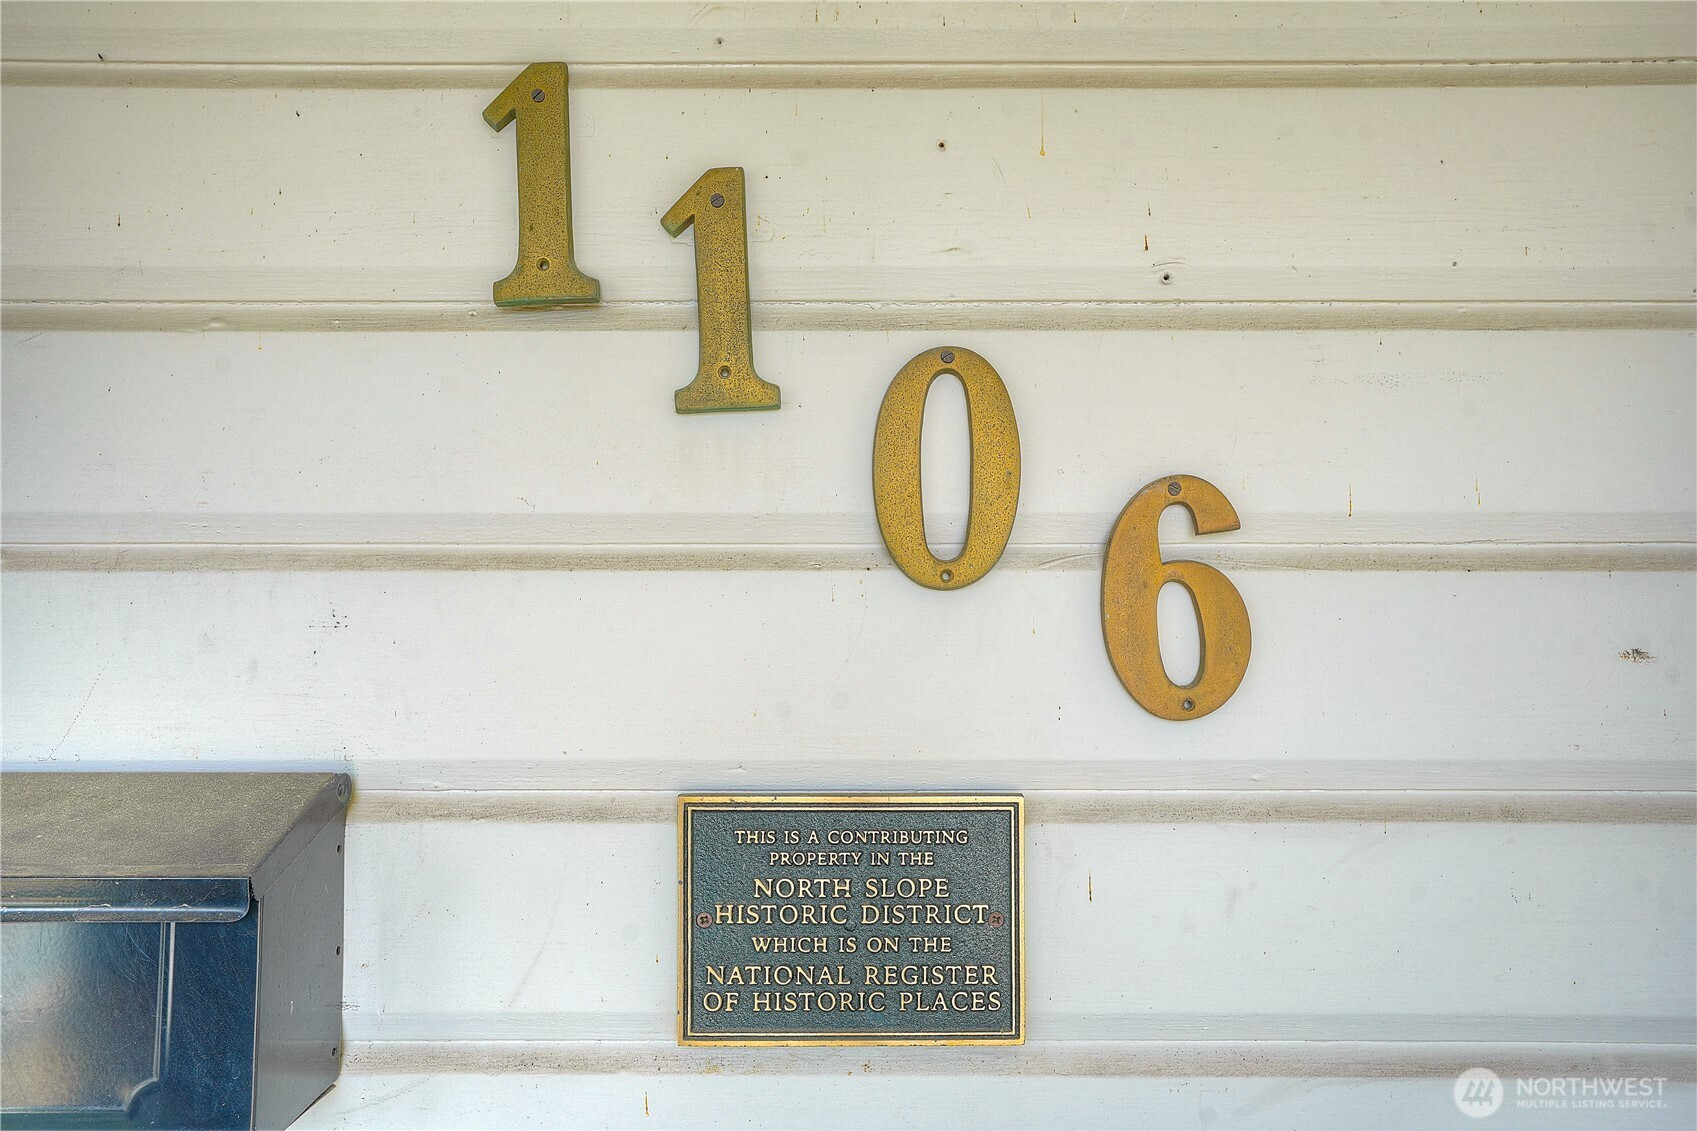 1106
THIS IS A CONTRIBUTING
PROPERTY IN THE
NORTH SLOPE
HISTORIC DISTRICT
WHICH IS ON THE
NATIONAL REGISTER
OF HISTORIC PLACES
NORTHWEST
MULTIPLE LISTING SERVICE